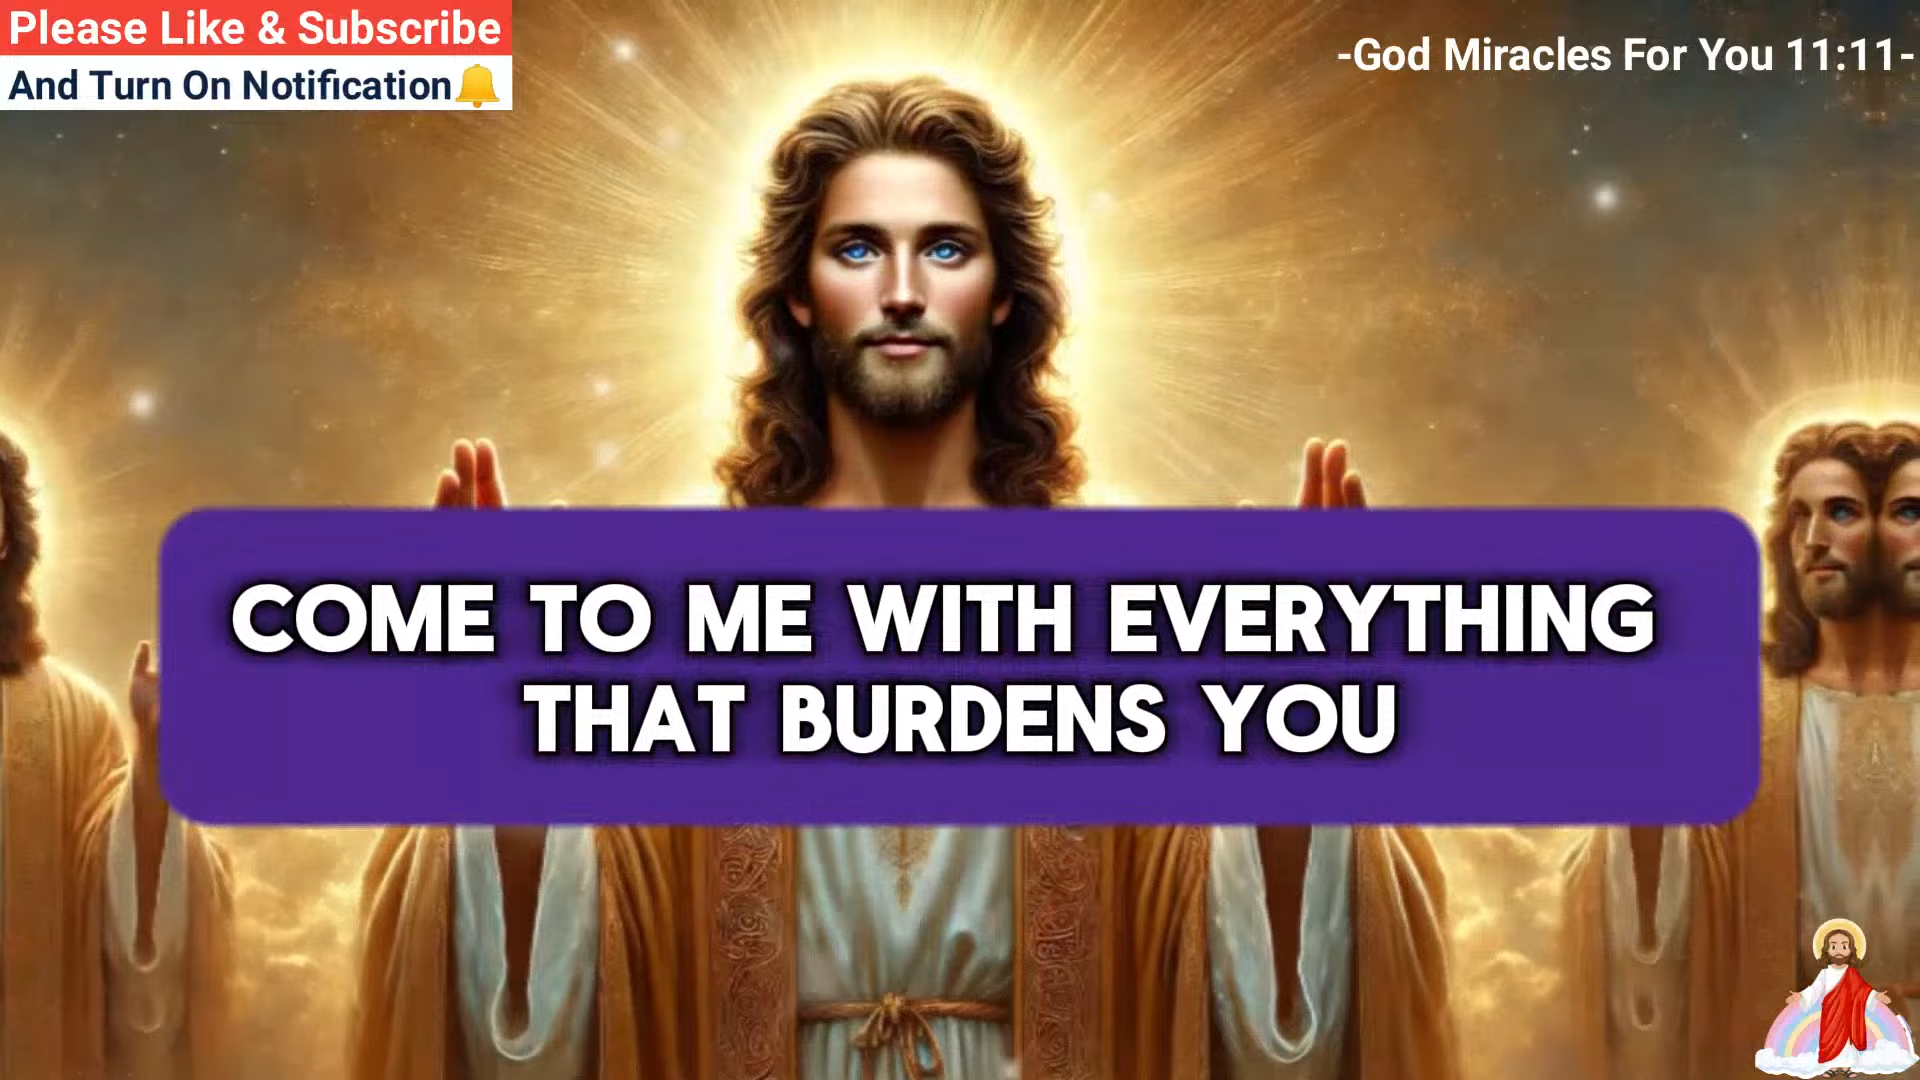 Please Like & Subscribe
And Turn On Notification
-God Miracles For You 11:11-
COME TO ME WITH EVERYTHING
THAT BURDENS YOU